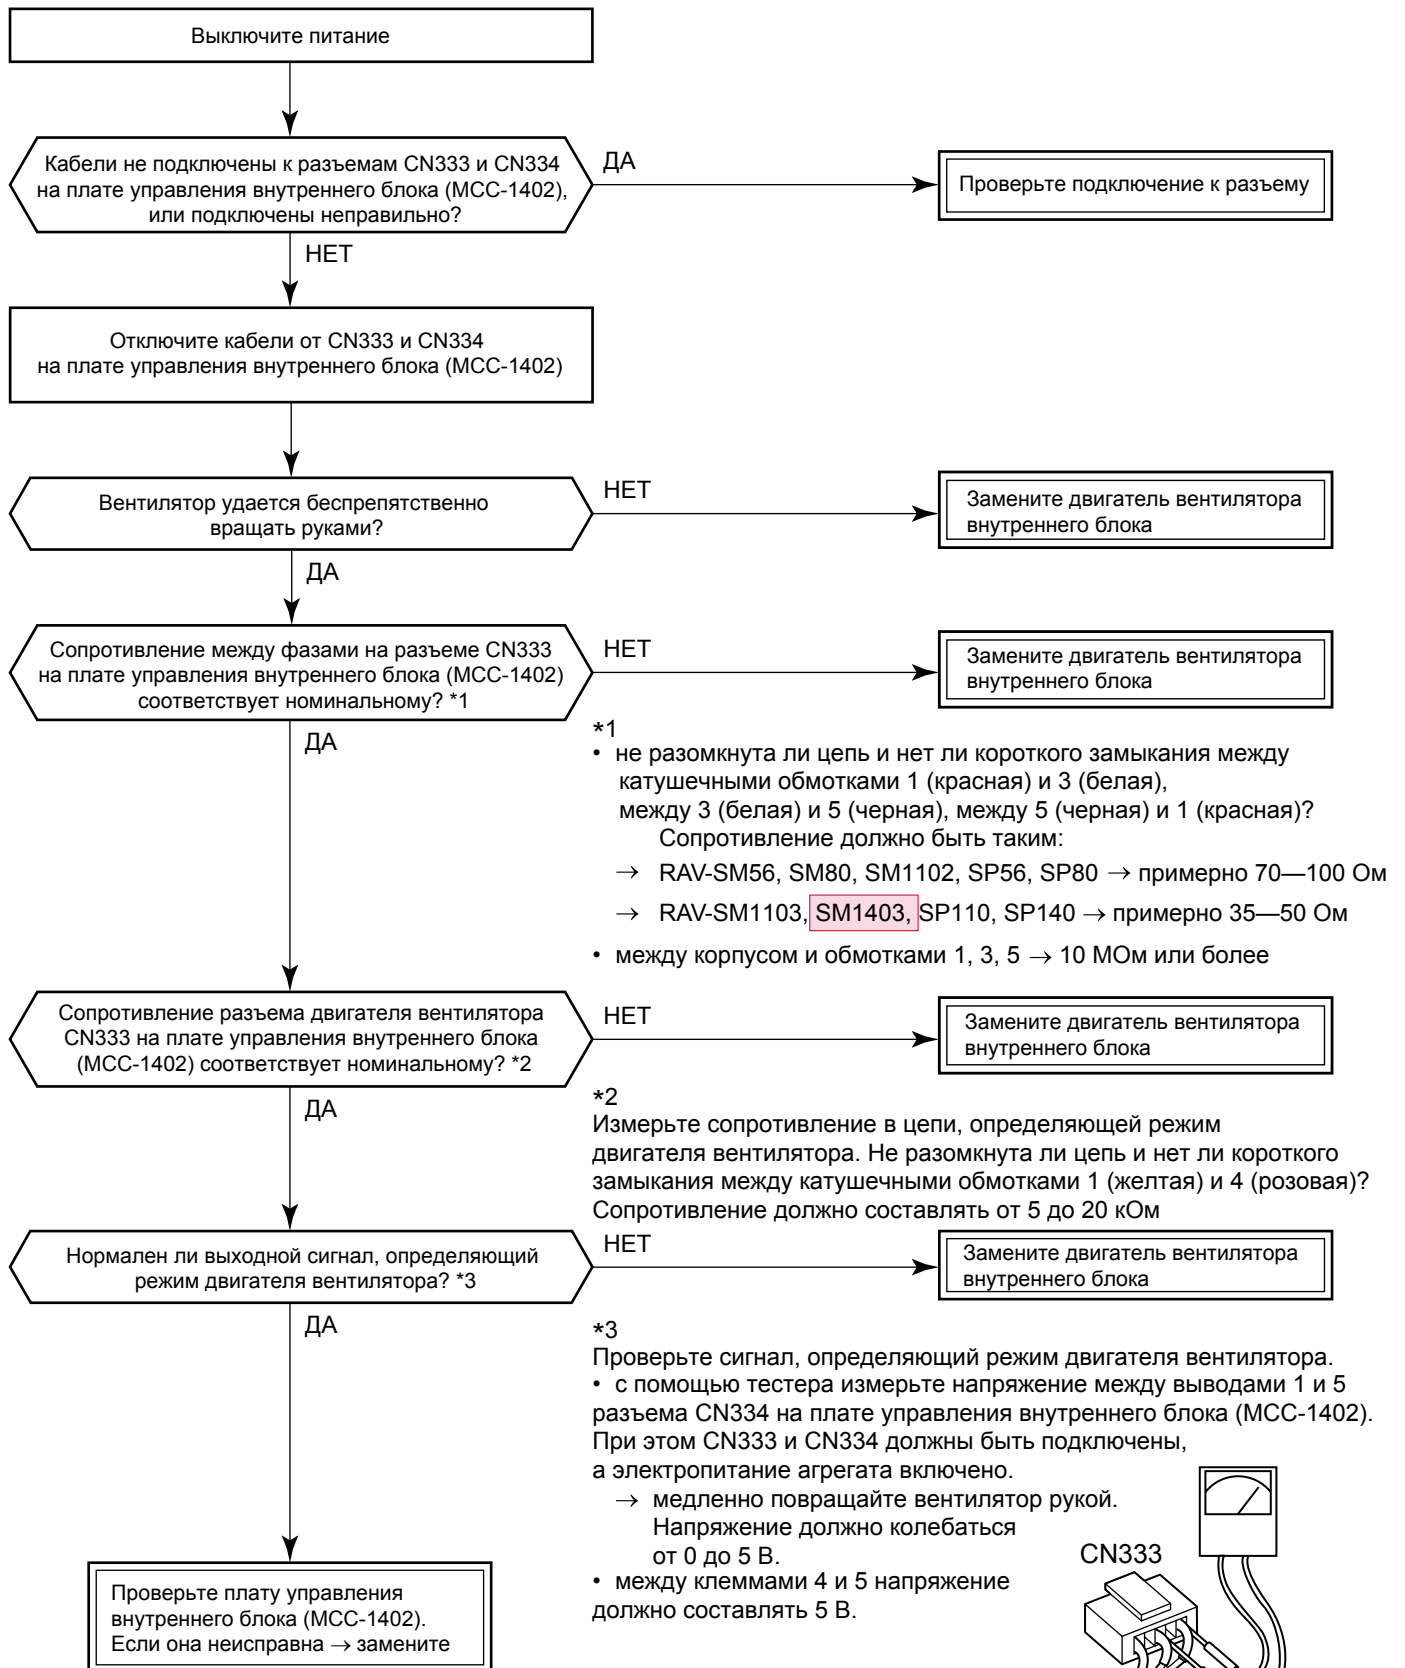 Выключите питание
Кабели не подключены к разъемам CN333 и CN334
на плате управления внутреннего блока (MCC-1402),
или подключены неправильно?
ДА
Проверьте подключение к разъему
НЕТ
Отключите кабели от CN333 и CN334
на плате управления внутреннего блока (MCC-1402)
Вентилятор удается беспрепятственно
вращать руками?
НЕТ
Замените двигатель вентилятора
внутреннего блока
ДА
Сопротивление между фазами на разъеме CN333
на плате управления внутреннего блока (MCC-1402)
соответствует номинальному? *1
НЕТ
Замените двигатель вентилятора
внутреннего блока
ДА
*1
• не разомкнута ли цепь и нет ли короткого замыкания между
катушечными обмотками 1 (красная) и 3 (белая),
между 3 (белая) и 5 (черная), между 5 (черная) и 1 (красная)?
Сопротивление должно быть таким:
→ RAV-SM56, SM80, SM1102, SP56, SP80 → примерно 70—100 Ом
→ RAV-SM1103, SM1403, SP110, SP140 → примерно 35—50 Ом
• между корпусом и обмотками 1, 3, 5 → 10 МОм или более
Сопротивление разъема двигателя вентилятора
CN333 на плате управления внутреннего блока
(MCC-1402) соответствует номинальному? *2
НЕТ
Замените двигатель вентилятора
внутреннего блока
ДА
*2
Измерьте сопротивление в цепи, определяющей режим
двигателя вентилятора. Не разомкнута ли цепь и нет ли короткого
замыкания между катушечными обмотками 1 (желтая) и 4 (розовая)?
Сопротивление должно составлять от 5 до 20 кОм
Нормален ли выходной сигнал, определяющий
режим двигателя вентилятора? *3
НЕТ
Замените двигатель вентилятора
внутреннего блока
ДА
*3
Проверьте сигнал, определяющий режим двигателя вентилятора.
• с помощью тестера измерьте напряжение между выводами 1 и 5
разъема CN334 на плате управления внутреннего блока (MCC-1402).
При этом CN333 и CN334 должны быть подключены,
а электропитание агрегата включено.
→ медленно повращайте вентилятор рукой.
Напряжение должно колебаться
от 0 до 5 В.
• между клеммами 4 и 5 напряжение
должно составлять 5 В.
CN333
Проверьте плату управления
внутреннего блока (MCC-1402).
Если она неисправна → замените